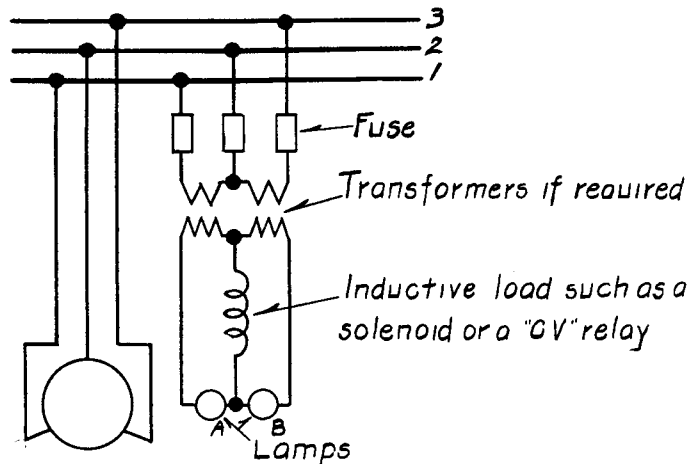 3
2
1
Fuse
Transformers if required
Inductive load such as a
solenoid or a "CV" relay
A B
Lamps